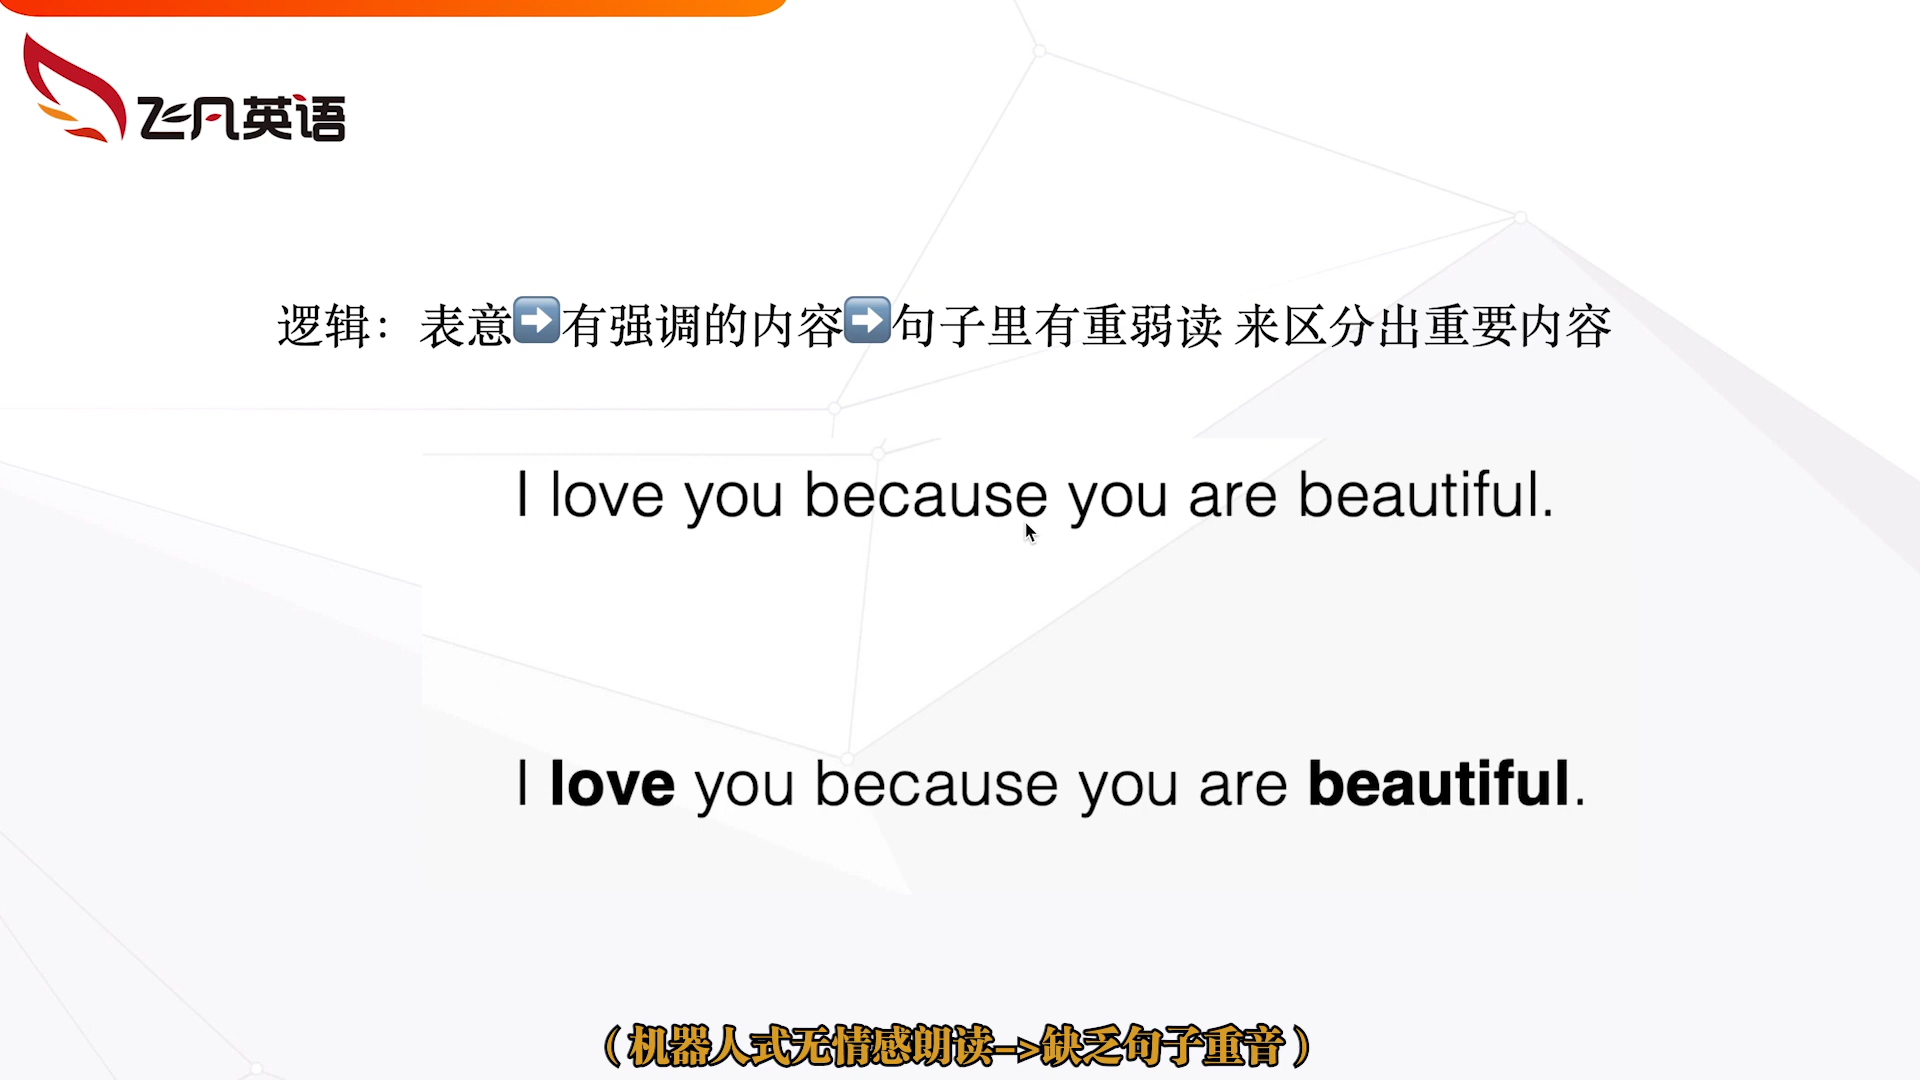 飞凡英语
逻辑：表意➡️有强调的内容➡️句子里有重弱读 来区分出重要内容
I love you because you are beautiful.
I love you because you are beautiful.
（机器人式无情感朗读->缺乏句子重音）